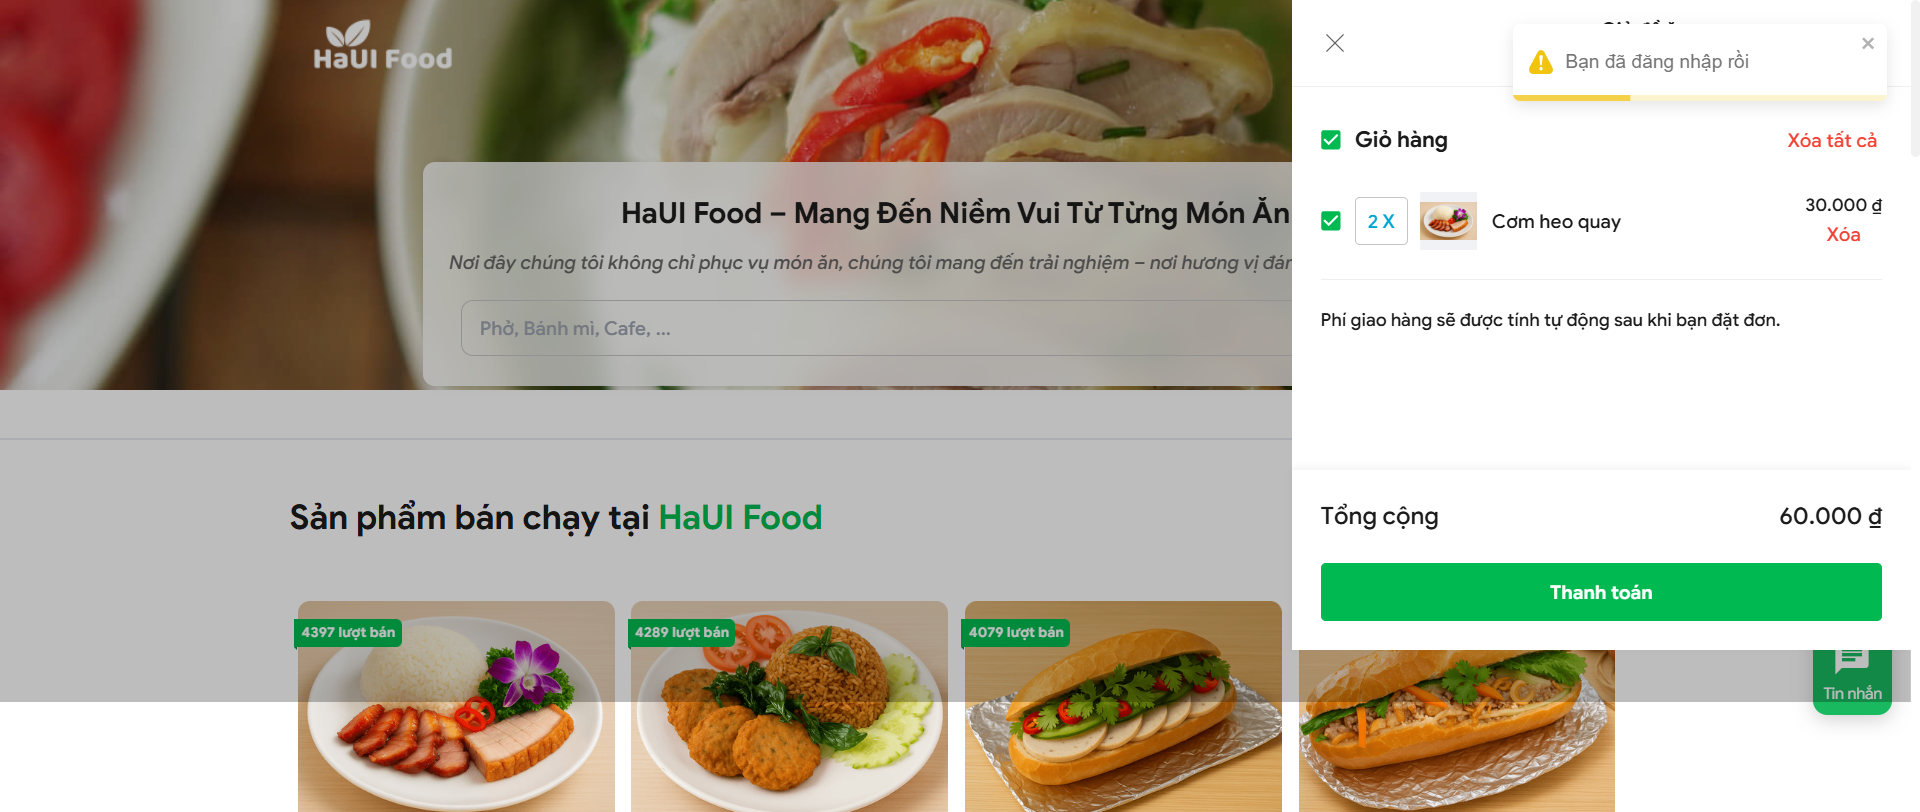 HaUI Food
HaUI Food – Mang Đến Niềm Vui Từ Từng Món Ăn
Nơi đây chúng tôi không chỉ phục vụ món ăn, chúng tôi mang đến trải nghiệm – nơi hương vị
Phở, Bánh mì, Cafe, ...
Sản phẩm bán chạy tại HaUI Food
4397 lượt bán
4289 lượt bán
4079 lượt bán
Bạn đã đăng nhập rồi
Giỏ hàng
Xóa tất cả
2 X
Cơm heo quay
30.000 ₫
Xóa
Phí giao hàng sẽ được tính tự động sau khi bạn đặt đơn.
Tổng cộng
60.000 ₫
Thanh toán
Tin nhắn